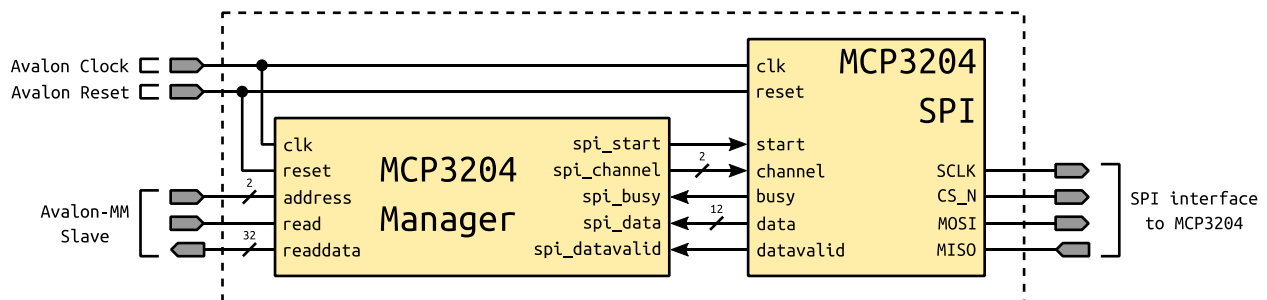 Avalon Clock
Avalon Reset
Avalon-MM
Slave
2
32
clk
reset
address
read
readdata
MCP3204
Manager
spi_start
spi_channel
spi_busy
spi_data
spi_datavalid
2
12
clk
reset
start
channel
busy
data
datavalid
MCP3204
SPI
SCLK
CS_N
MOSI
MISO
SPI interface
to MCP3204